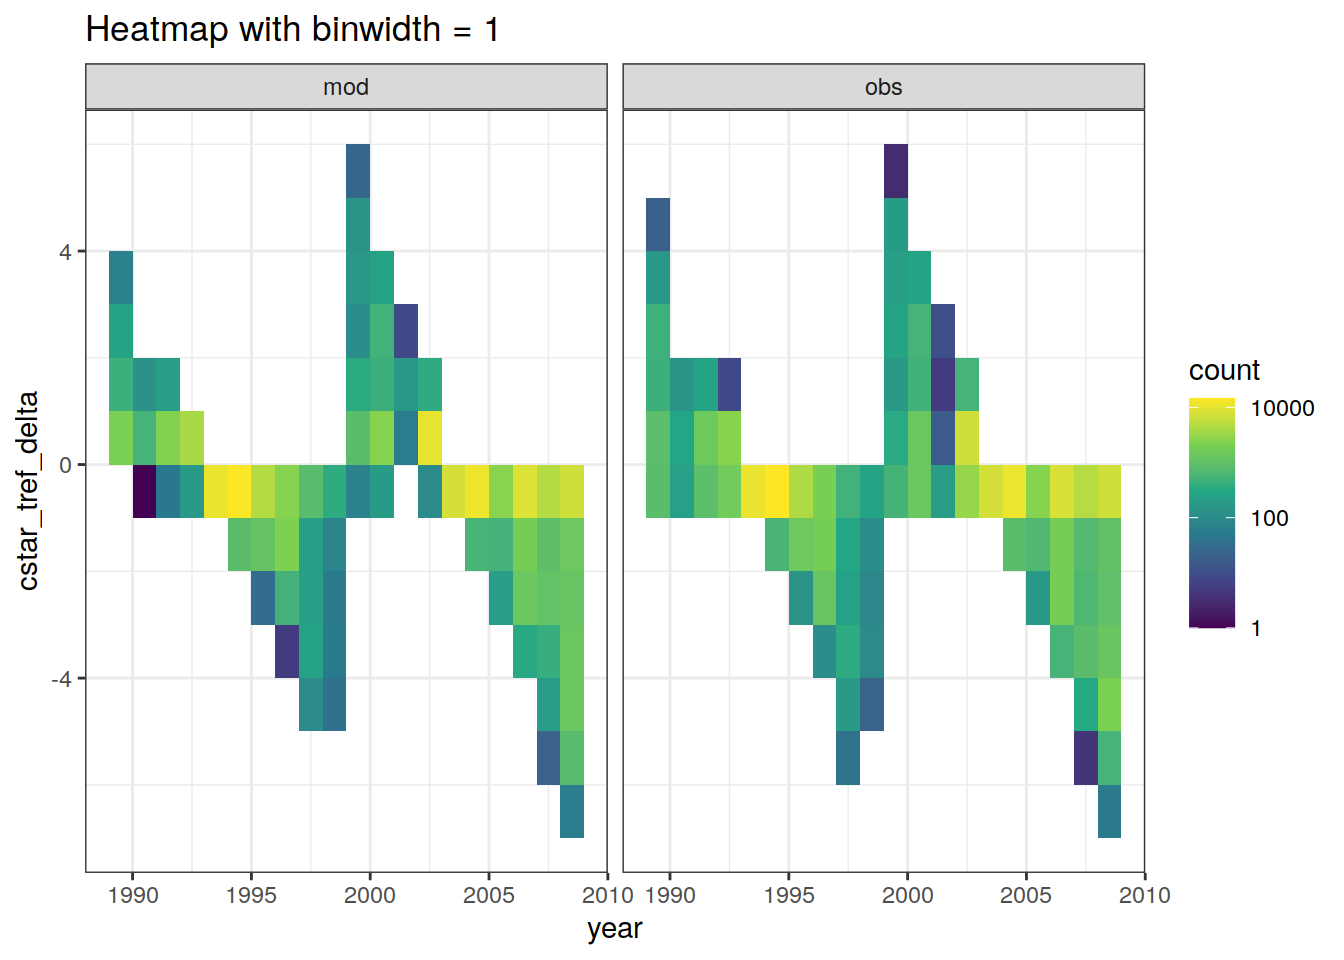 Heatmap with binwidth = 1
mod obs
cstar_tref_delta
4
0
-4
1990 1995 2000 2005 2010 1990 1995 2000 2005 2010
year
count
10000
100
1